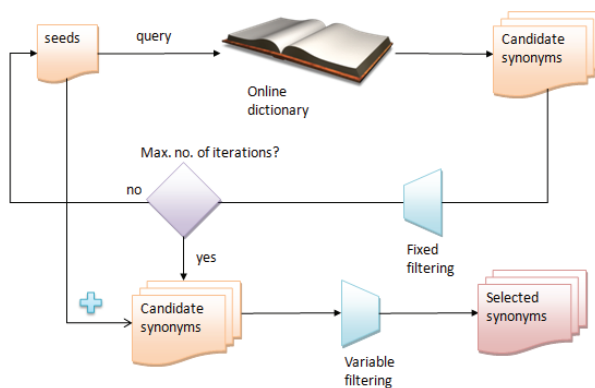 seeds
query
Online
dictionary
Candidate
synonyms
Max. no. of iterations?
no
yes
Fixed
filtering
Candidate
synonyms
Variable
filtering
Selected
synonyms